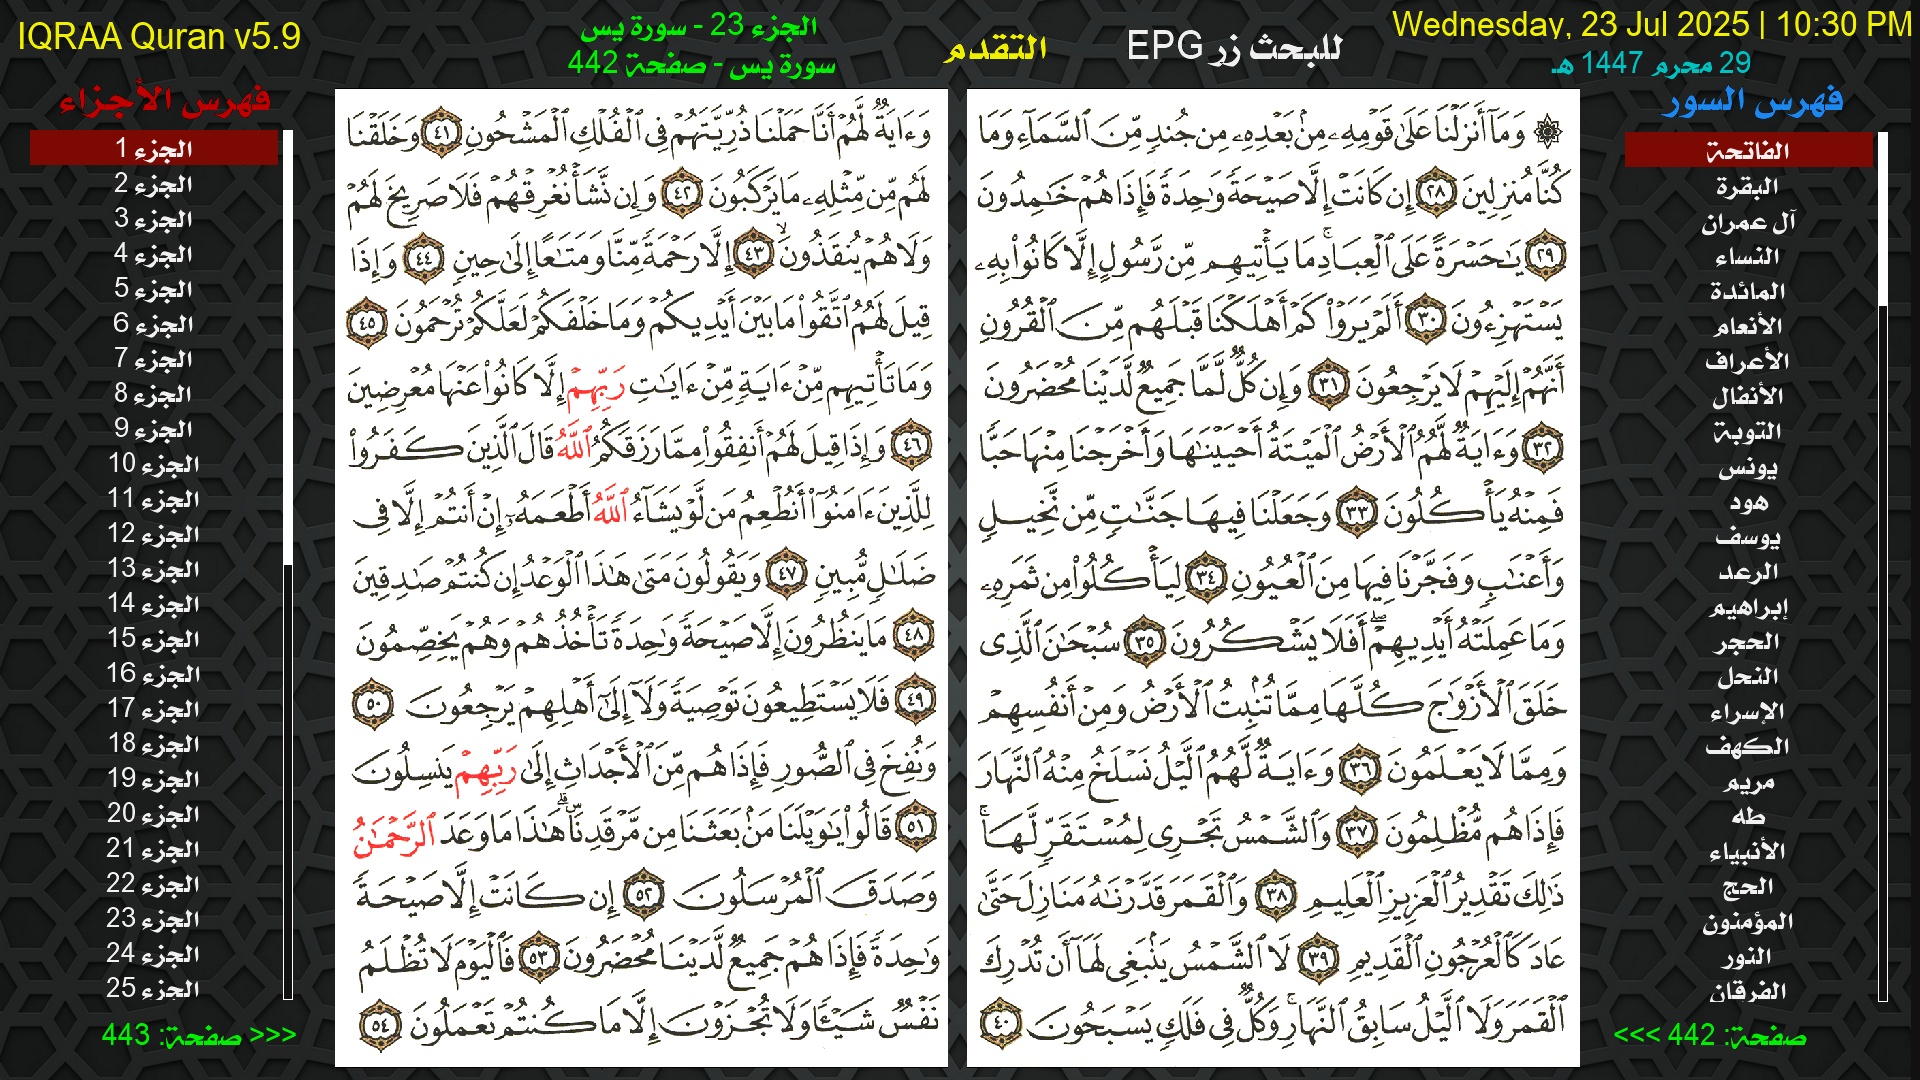 IQRAA Quran v5.9
الجزء 23 - سورة يس
سورة يس - صفحة 442
التقدم
للبحث زر EPG
Wednesday, 23 Jul 2025 | 10:30 PM
29 محرم 1447 هـ
فهرس السور
الفاتحة
البقرة
آل عمران
النساء
المائدة
الأنعام
الأعراف
الأنفال
التوبة
يونس
هود
يوسف
الرعد
إبراهيم
الحجر
النحل
الإسراء
الكهف
مريم
طه
الأنبياء
الحج
المؤمنون
النور
الفرقان
صفحة: 442 >>>
۞ وَمَآ أَنزَلْنَا عَلَىٰ قَوْمِهِۦ مِنۢ بَعْدِهِۦ مِن جُندٍ مِّنَ ٱلسَّمَآءِ وَمَا
كُنَّا مُنزِلِينَ ٢٨ إِن كَانَتْ إِلَّا صَيْحَةً وَٰحِدَةً فَإِذَا هُمْ خَٰمِدُونَ
٢٩ يَٰحَسْرَةً عَلَى ٱلْعِبَادِ ۚ مَا يَأْتِيهِم مِّن رَّسُولٍ إِلَّا كَانُوا۟ بِهِۦ
يَسْتَهْزِءُونَ ٣٠ أَلَمْ يَرَوْا۟ كَمْ أَهْلَكْنَا قَبْلَهُم مِّنَ ٱلْقُرُونِ
أَنَّهُمْ إِلَيْهِمْ لَا يَرْجِعُونَ ٣١ وَإِن كُلٌّ لَّمَّا جَمِيعٌ لَّدَيْنَا مُحْضَرُونَ
٣٢ وَءَايَةٌ لَّهُمُ ٱلْأَرْضُ ٱلْمَيْتَةُ أَحْيَيْنَٰهَا وَأَخْرَجْنَا مِنْهَا حَبًّا
فَمِنْهُ يَأْكُلُونَ ٣٣ وَجَعَلْنَا فِيهَا جَنَّٰتٍ مِّن نَّخِيلٍ
وَأَعْنَٰبٍ وَفَجَّرْنَا فِيهَا مِنَ ٱلْعُيُونِ ٣٤ لِيَأْكُلُوا۟ مِن ثَمَرِهِۦ
وَمَا عَمِلَتْهُ أَيْدِيهِمْ ۖ أَفَلَا يَشْكُرُونَ ٣٥ سُبْحَٰنَ ٱلَّذِى
خَلَقَ ٱلْأَزْوَٰجَ كُلَّهَا مِمَّا تُنۢبِتُ ٱلْأَرْضُ وَمِنْ أَنفُسِهِمْ
وَمِمَّا لَا يَعْلَمُونَ ٣٦ وَءَايَةٌ لَّهُمُ ٱلَّيْلُ نَسْلَخُ مِنْهُ ٱلنَّهَارَ
فَإِذَا هُم مُّظْلِمُونَ ٣٧ وَٱلشَّمْسُ تَجْرِى لِمُسْتَقَرٍّ لَّهَا ۚ
ذَٰلِكَ تَقْدِيرُ ٱلْعَزِيزِ ٱلْعَلِيمِ ٣٨ وَٱلْقَمَرَ قَدَّرْنَٰهُ مَنَازِلَ حَتَّىٰ
عَادَ كَٱلْعُرْجُونِ ٱلْقَدِيمِ ٣٩ لَا ٱلشَّمْسُ يَنۢبَغِى لَهَآ أَن تُدْرِكَ
ٱلْقَمَرَ وَلَا ٱلَّيْلُ سَابِقُ ٱلنَّهَارِ ۚ وَكُلٌّ فِى فَلَكٍ يَسْبَحُونَ ٤٠
وَءَايَةٌ لَّهُمْ أَنَّا حَمَلْنَا ذُرِّيَّتَهُمْ فِى ٱلْفُلْكِ ٱلْمَشْحُونِ ٤١ وَخَلَقْنَا
لَهُم مِّن مِّثْلِهِۦ مَا يَرْكَبُونَ ٤٢ وَإِن نَّشَأْ نُغْرِقْهُمْ فَلَا صَرِيخَ لَهُمْ
وَلَا هُمْ يُنقَذُونَ ٤٣ إِلَّا رَحْمَةً مِّنَّا وَمَتَٰعًا إِلَىٰ حِينٍ ٤٤ وَإِذَا
قِيلَ لَهُمُ ٱتَّقُوا۟ مَا بَيْنَ أَيْدِيكُمْ وَمَا خَلْفَكُمْ لَعَلَّكُمْ تُرْحَمُونَ ٤٥
وَمَا تَأْتِيهِم مِّنْ ءَايَةٍ مِّنْ ءَايَٰتِ رَبِّهِمْ إِلَّا كَانُوا۟ عَنْهَا مُعْرِضِينَ
٤٦ وَإِذَا قِيلَ لَهُمْ أَنفِقُوا۟ مِمَّا رَزَقَكُمُ ٱللَّهُ قَالَ ٱلَّذِينَ كَفَرُوا۟
لِلَّذِينَ ءَامَنُوٓا۟ أَنُطْعِمُ مَن لَّوْ يَشَآءُ ٱللَّهُ أَطْعَمَهُۥٓ إِنْ أَنتُمْ إِلَّا فِى
ضَلَٰلٍ مُّبِينٍ ٤٧ وَيَقُولُونَ مَتَىٰ هَٰذَا ٱلْوَعْدُ إِن كُنتُمْ صَٰدِقِينَ
٤٨ مَا يَنظُرُونَ إِلَّا صَيْحَةً وَٰحِدَةً تَأْخُذُهُمْ وَهُمْ يَخِصِّمُونَ
٤٩ فَلَا يَسْتَطِيعُونَ تَوْصِيَةً وَلَآ إِلَىٰٓ أَهْلِهِمْ يَرْجِعُونَ ٥٠
وَنُفِخَ فِى ٱلصُّورِ فَإِذَا هُم مِّنَ ٱلْأَجْدَاثِ إِلَىٰ رَبِّهِمْ يَنسِلُونَ
٥١ قَالُوا۟ يَٰوَيْلَنَا مَنۢ بَعَثَنَا مِن مَّرْقَدِنَا ۜ ۗ هَٰذَا مَا وَعَدَ ٱلرَّحْمَٰنُ
وَصَدَقَ ٱلْمُرْسَلُونَ ٥٢ إِن كَانَتْ إِلَّا صَيْحَةً
وَٰحِدَةً فَإِذَا هُمْ جَمِيعٌ لَّدَيْنَا مُحْضَرُونَ ٥٣ فَٱلْيَوْمَ لَا تُظْلَمُ
نَفْسٌ شَيْـًٔا وَلَا تُجْزَوْنَ إِلَّا مَا كُنتُمْ تَعْمَلُونَ ٥٤
فهرس الأجزاء
الجزء 1
الجزء 2
الجزء 3
الجزء 4
الجزء 5
الجزء 6
الجزء 7
الجزء 8
الجزء 9
الجزء 10
الجزء 11
الجزء 12
الجزء 13
الجزء 14
الجزء 15
الجزء 16
الجزء 17
الجزء 18
الجزء 19
الجزء 20
الجزء 21
الجزء 22
الجزء 23
الجزء 24
الجزء 25
<<< صفحة: 443